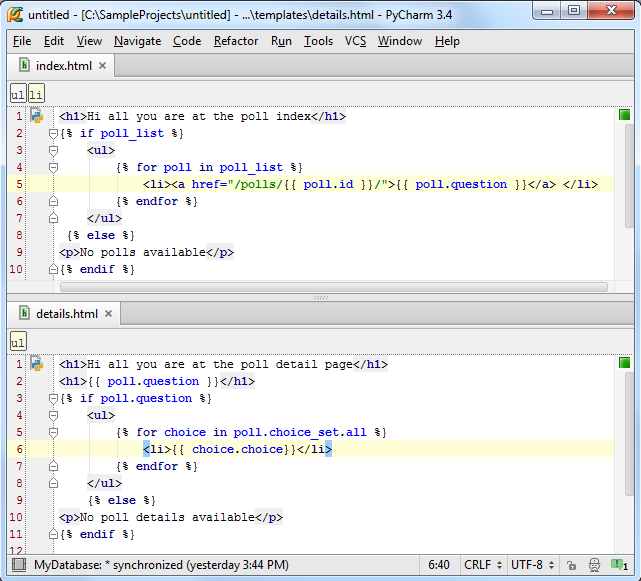 untitled - [C:\SampleProjects\untitled] - ...\templates\details.html - PyCharm 3.4
File Edit View Navigate Code Refactor Run Tools VCS Window Help
index.html
ul li
1 <h1>Hi all you are at the poll index</h1>
2 {% if poll_list %}
3 <ul>
4 {% for poll in poll_list %}
5 <li><a href="/polls/{{ poll.id }}/">{{ poll.question }}</a> </li>
6 {% endfor %}
7 </ul>
8 {% else %}
9 <p>No polls available</p>
10 {% endif %}
details.html
ul
1 <h1>Hi all you are at the poll detail page</h1>
2 <h1>{{ poll.question }}</h1>
3 {% if poll.question %}
4 <ul>
5 {% for choice in poll.choice_set.all %}
6 <li>{{ choice.choice}}</li>
7 {% endfor %}
8 </ul>
9 {% else %}
10 <p>No poll details available</p>
11 {% endif %}
12
MyDatabase: * synchronized (yesterday 3:44 PM) 6:40 CRLF UTF-8 1